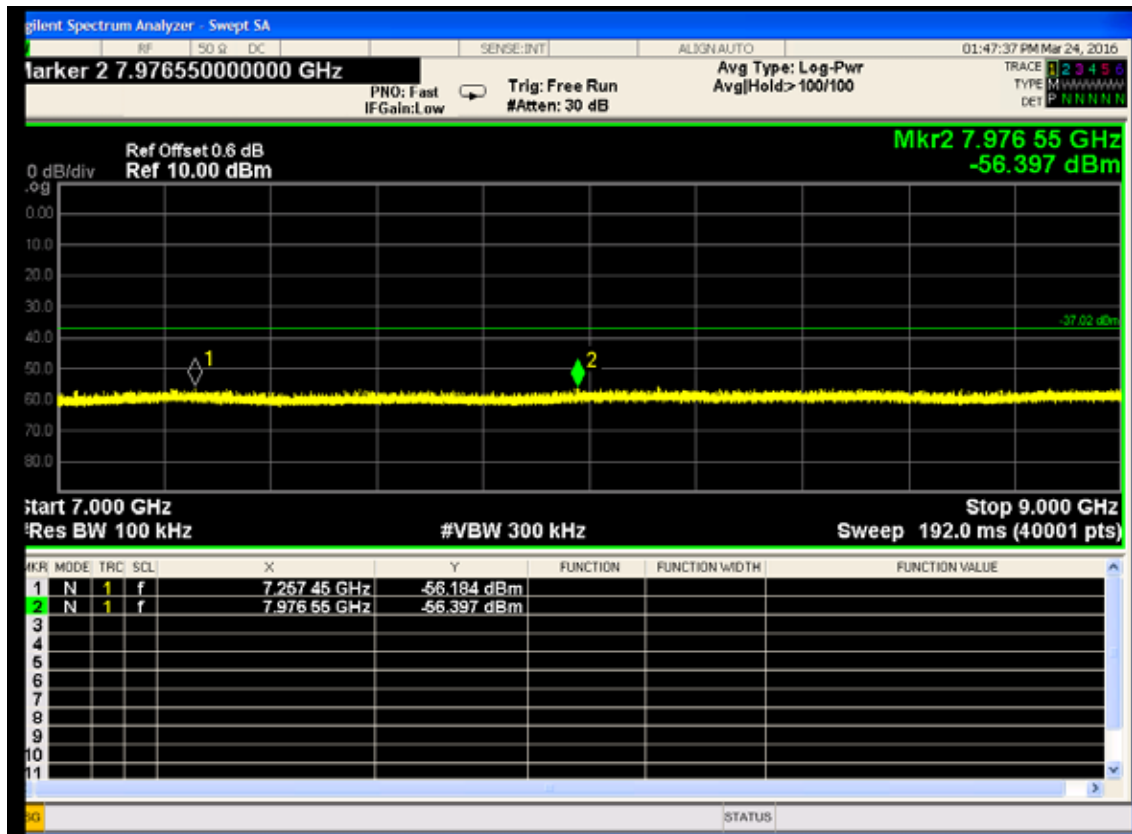 gilent Spectrum Analyzer - Swept SA
RF 50 Ω DC SENSE:INT ALIGN AUTO 01:47:37 PM Mar 24, 2016
Marker 2 7.976550000000 GHz
Avg Type: Log-Pwr
TRACE 1 2 3 4 5 6
PNO: Fast
Trig: Free Run
Avg|Hold:>100/100
TYPE M WWWWW
IFGain:Low
#Atten: 30 dB
DET P N N N N N
Mkr2 7.976 55 GHz
Ref Offset 0.6 dB
-56.397 dBm
0 dB/div Ref 10.00 dBm
.og
0.00
10.0
20.0
30.0
-37.02 dBm
40.0
1
2
50.0
60.0
70.0
80.0
Start 7.000 GHz Stop 9.000 GHz
#Res BW 100 kHz #VBW 300 kHz Sweep 192.0 ms (40001 pts)
MKR MODE TRC SCL X Y FUNCTION FUNCTION WIDTH FUNCTION VALUE
1 N 1 f 7.257 45 GHz -56.184 dBm
2 N 1 f 7.976 55 GHz -56.397 dBm
3
4
5
6
7
8
9
10
11
SG STATUS